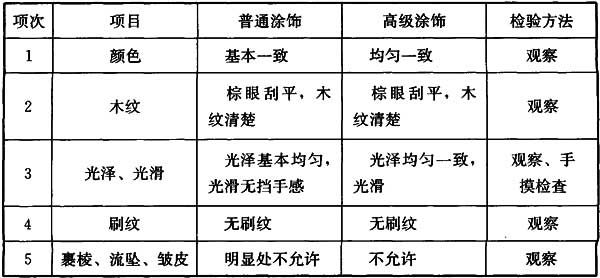 项次 项目 普通涂饰 高级涂饰 检验方法
1 颜色 基本一致 均匀一致 观察
2 木纹 棕眼刮平，木纹清楚 棕眼刮平，木纹清楚 观察
3 光泽、光滑 光泽基本均匀，光滑无挡手感 光泽均匀一致，光滑 观察、手摸检查
4 刷纹 无刷纹 无刷纹 观察
5 裹棱、流坠、皱皮 明显处不允许 不允许 观察